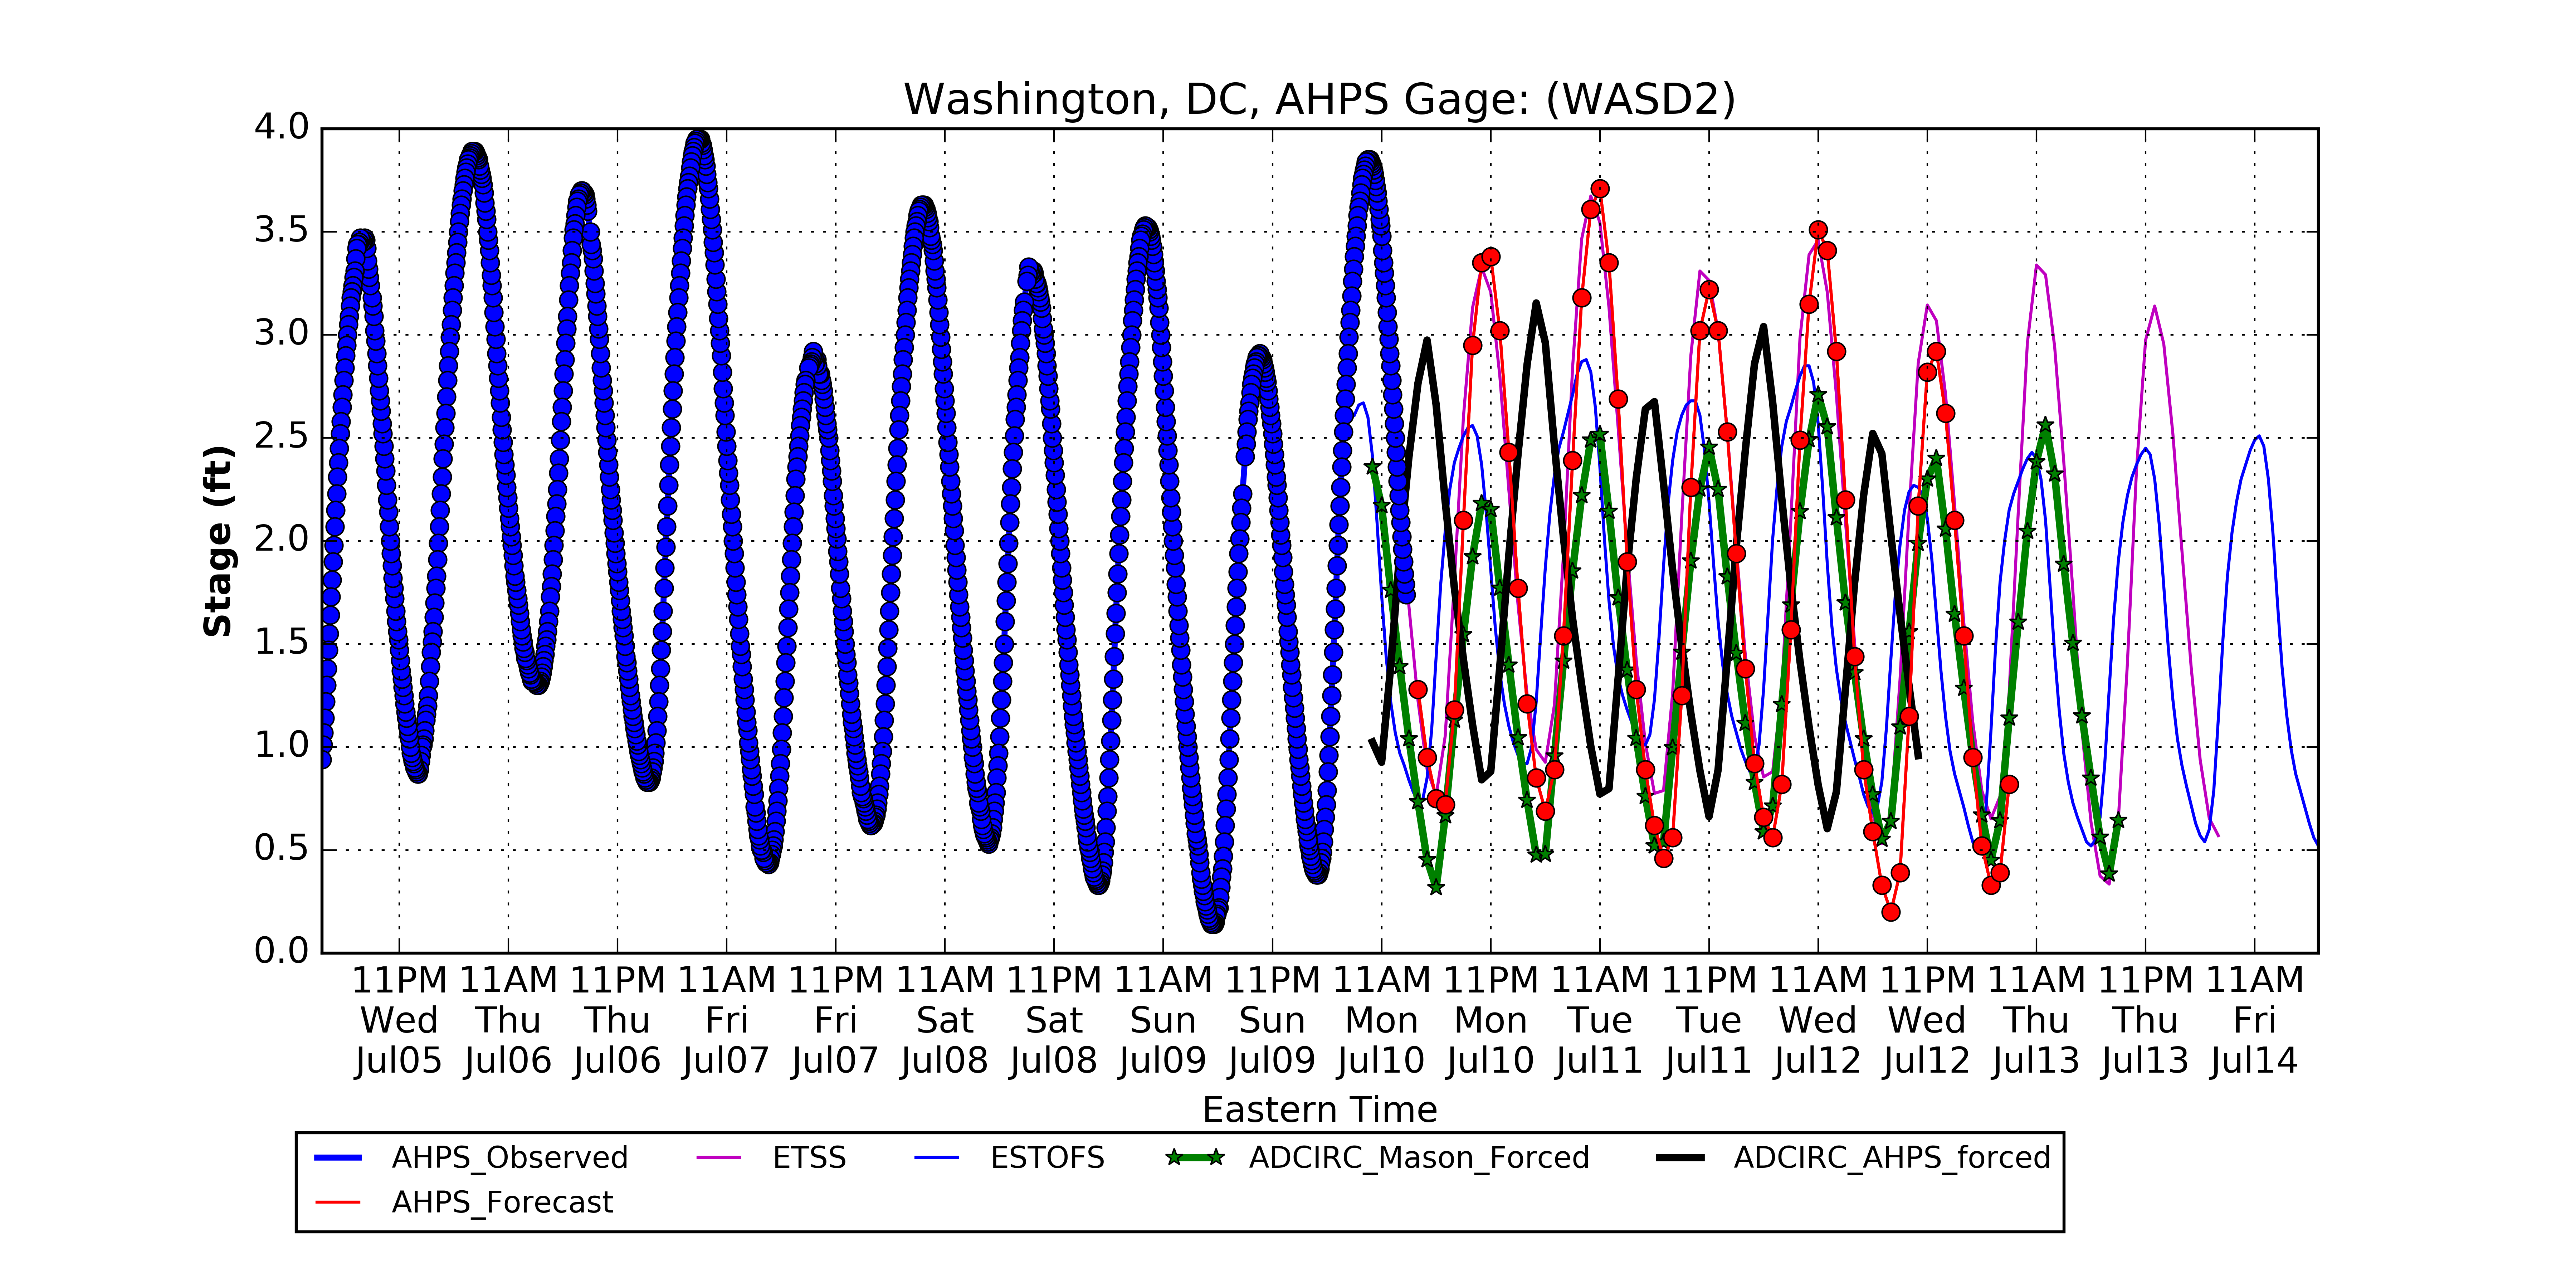 Washington, DC, AHPS Gage: (WASD2)
Stage (ft)
4.0
3.5
3.0
2.5
2.0
1.5
1.0
0.5
0.0
11PM 11AM 11PM 11AM 11PM 11AM 11PM 11AM 11PM 11AM 11PM 11AM 11PM 11AM 11PM 11AM 11PM 11AM
Wed Thu Thu Fri Fri Sat Sat Sun Sun Mon Mon Tue Tue Wed Wed Thu Thu Fri
Jul05 Jul06 Jul06 Jul07 Jul07 Jul08 Jul08 Jul09 Jul09 Jul10 Jul10 Jul11 Jul11 Jul12 Jul12 Jul13 Jul13 Jul14
Eastern Time
AHPS_Observed ETSS ESTOFS ADCIRC_Mason_Forced ADCIRC_AHPS_forced
AHPS_Forecast